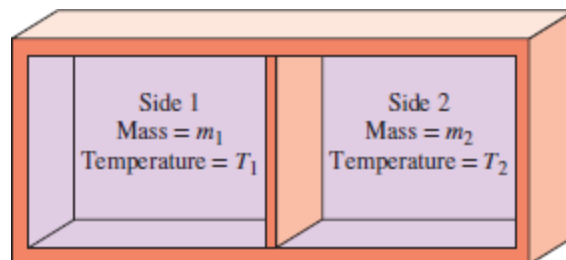 Side 1
Mass = m₁
Temperature = T₁
Side 2
Mass = m₂
Temperature = T₂